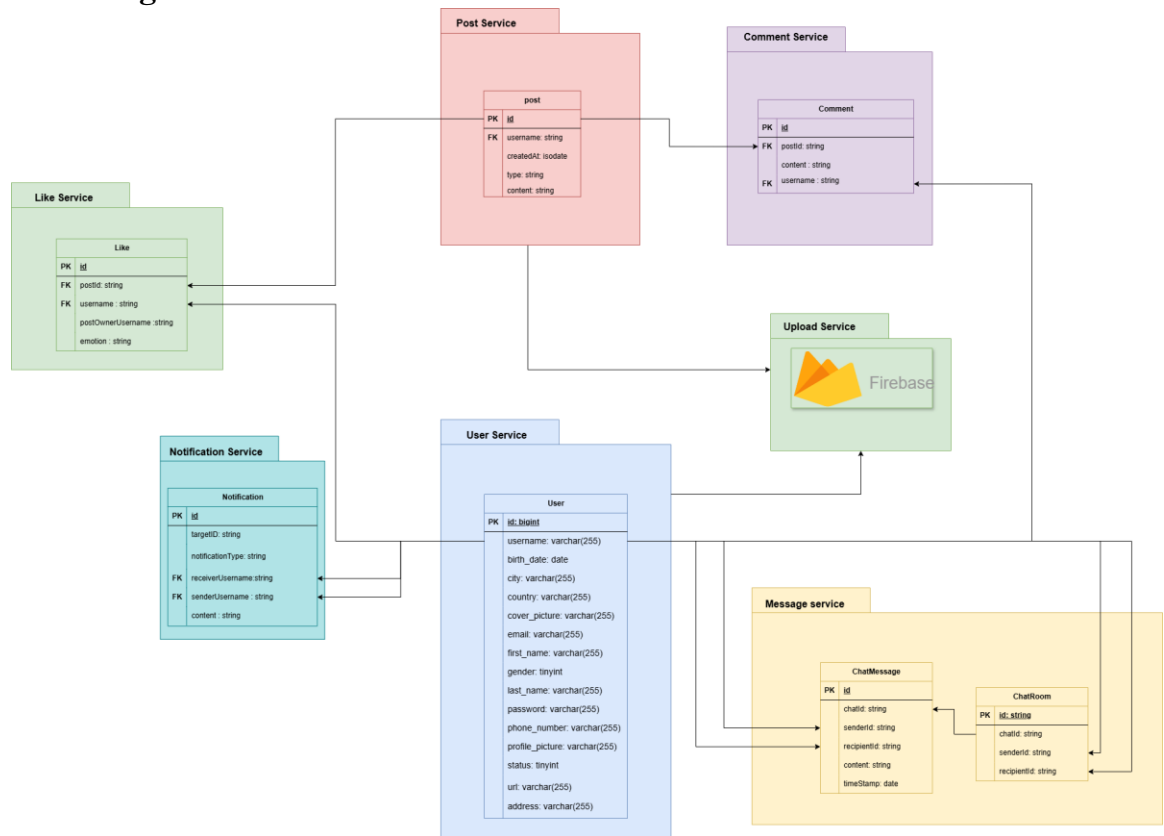 Post Service
post
PK id
FK username: string
createdAt: isodate
type: string
content: string
Comment Service
Comment
PK id
FK postId: string
content : string
FK username : string
Like Service
Like
PK id
FK postId: string
FK username : string
postOwnerUsername :string
emotion : string
Upload Service
Firebase
Notification Service
Notification
PK id
targetID: string
notificationType: string
FK receiverUsername:string
FK senderUsername : string
content : string
User Service
User
PK id: bigint
username: varchar(255)
birth_date: date
city: varchar(255)
country: varchar(255)
cover_picture: varchar(255)
email: varchar(255)
first_name: varchar(255)
gender: tinyint
last_name: varchar(255)
password: varchar(255)
phone_number: varchar(255)
profile_picture: varchar(255)
status: tinyint
url: varchar(255)
address: varchar(255)
Message service
ChatMessage
PK id
chatId: string
senderId: string
recipientId: string
content: string
timeStamp: date
ChatRoom
PK id: string
chatId: string
senderId: string
recipientId: string